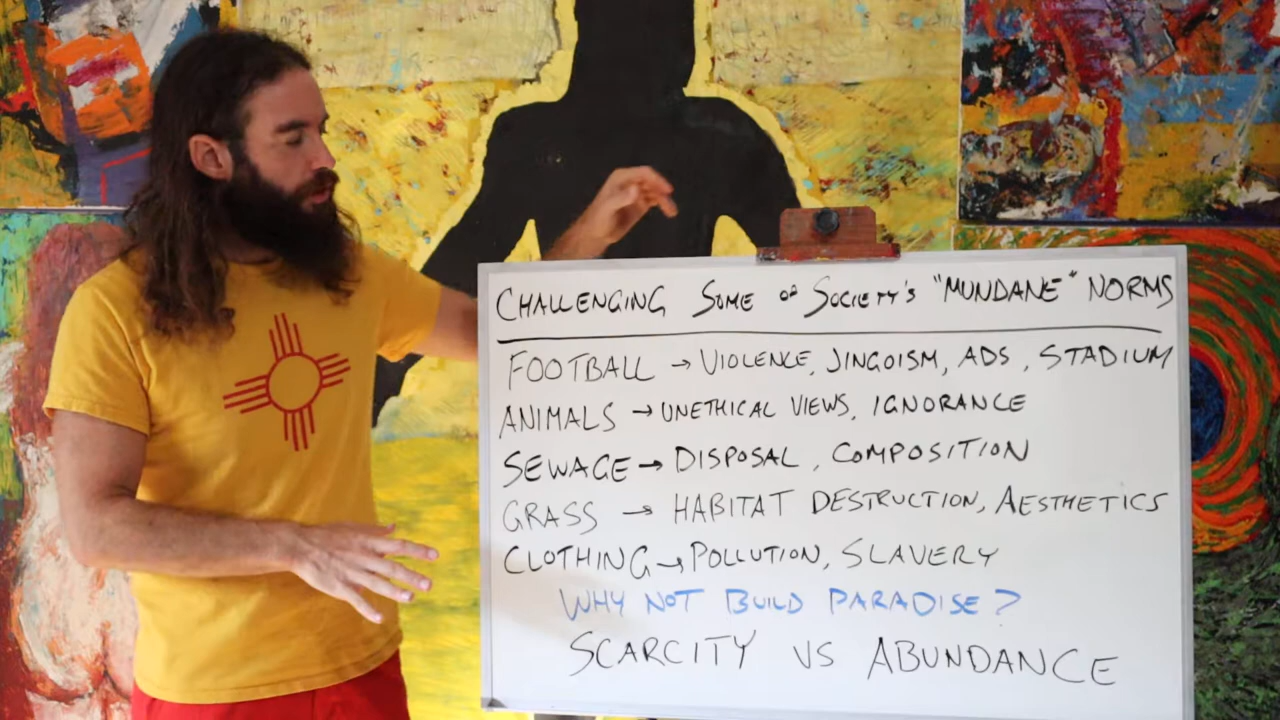 CHALLENGING SOME OF SOCIETY'S "MUNDANE" NORMS
FOOTBALL → VIOLENCE, JINGOISM, ADS, STADIUM
ANIMALS → UNETHICAL VIEWS, IGNORANCE
SEWAGE → DISPOSAL, COMPOSITION
GRASS → HABITAT DESTRUCTION, AESTHETICS
CLOTHING → POLLUTION, SLAVERY
WHY NOT BUILD PARADISE?
SCARCITY VS ABUNDANCE